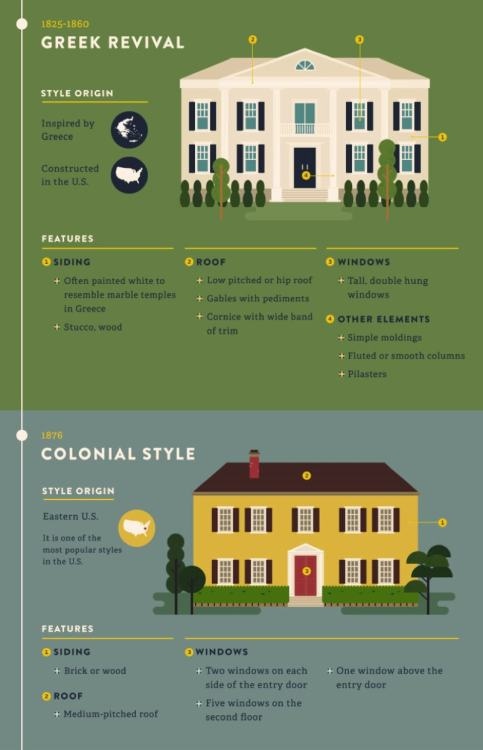 1825-1860
GREEK REVIVAL
STYLE ORIGIN
Inspired by
Greece
Constructed
in the U.S.
2
3
1
4
FEATURES
1 SIDING
+ Often painted white to
resemble marble temples
in Greece
+ Stucco, wood
2 ROOF
+ Low pitched or hip roof
+ Gables with pediments
+ Cornice with wide band
of trim
3 WINDOWS
+ Tall, double hung
windows
4 OTHER ELEMENTS
+ Simple moldings
+ Fluted or smooth columns
+ Pilasters
1876
COLONIAL STYLE
STYLE ORIGIN
Eastern U.S.
It is one of the
most popular styles
in the U.S.
2
1
3
FEATURES
1 SIDING
+ Brick or wood
2 ROOF
+ Medium-pitched roof
3 WINDOWS
+ Two windows on each
side of the entry door
+ Five windows on the
second floor
+ One window above the
entry door